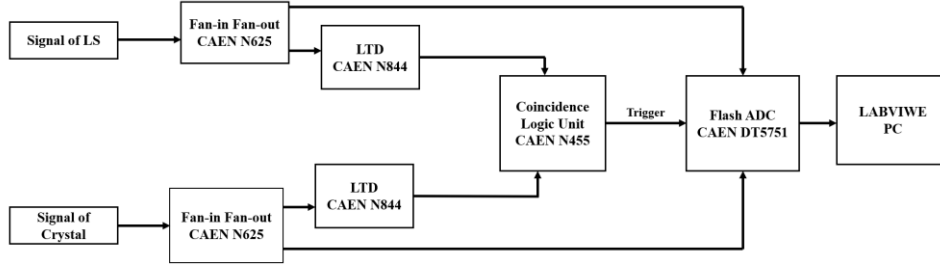 Signal of LS
Fan-in Fan-out
CAEN N625
LTD
CAEN N844
Coincidence
Logic Unit
CAEN N455
Trigger
Flash ADC
CAEN DT5751
LABVIWE
PC
Signal of
Crystal
Fan-in Fan-out
CAEN N625
LTD
CAEN N844